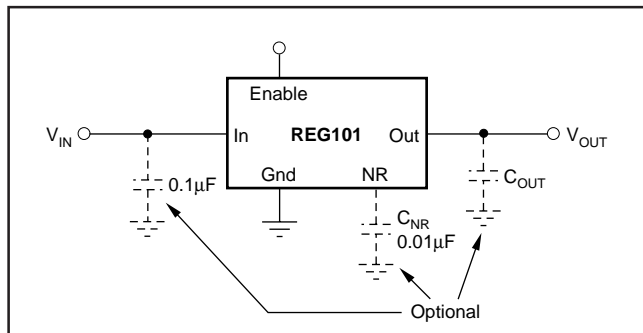 Enable
V_IN
In
REG101
Out
V_OUT
Gnd
NR
0.1µF
C_NR
0.01µF
C_OUT
Optional